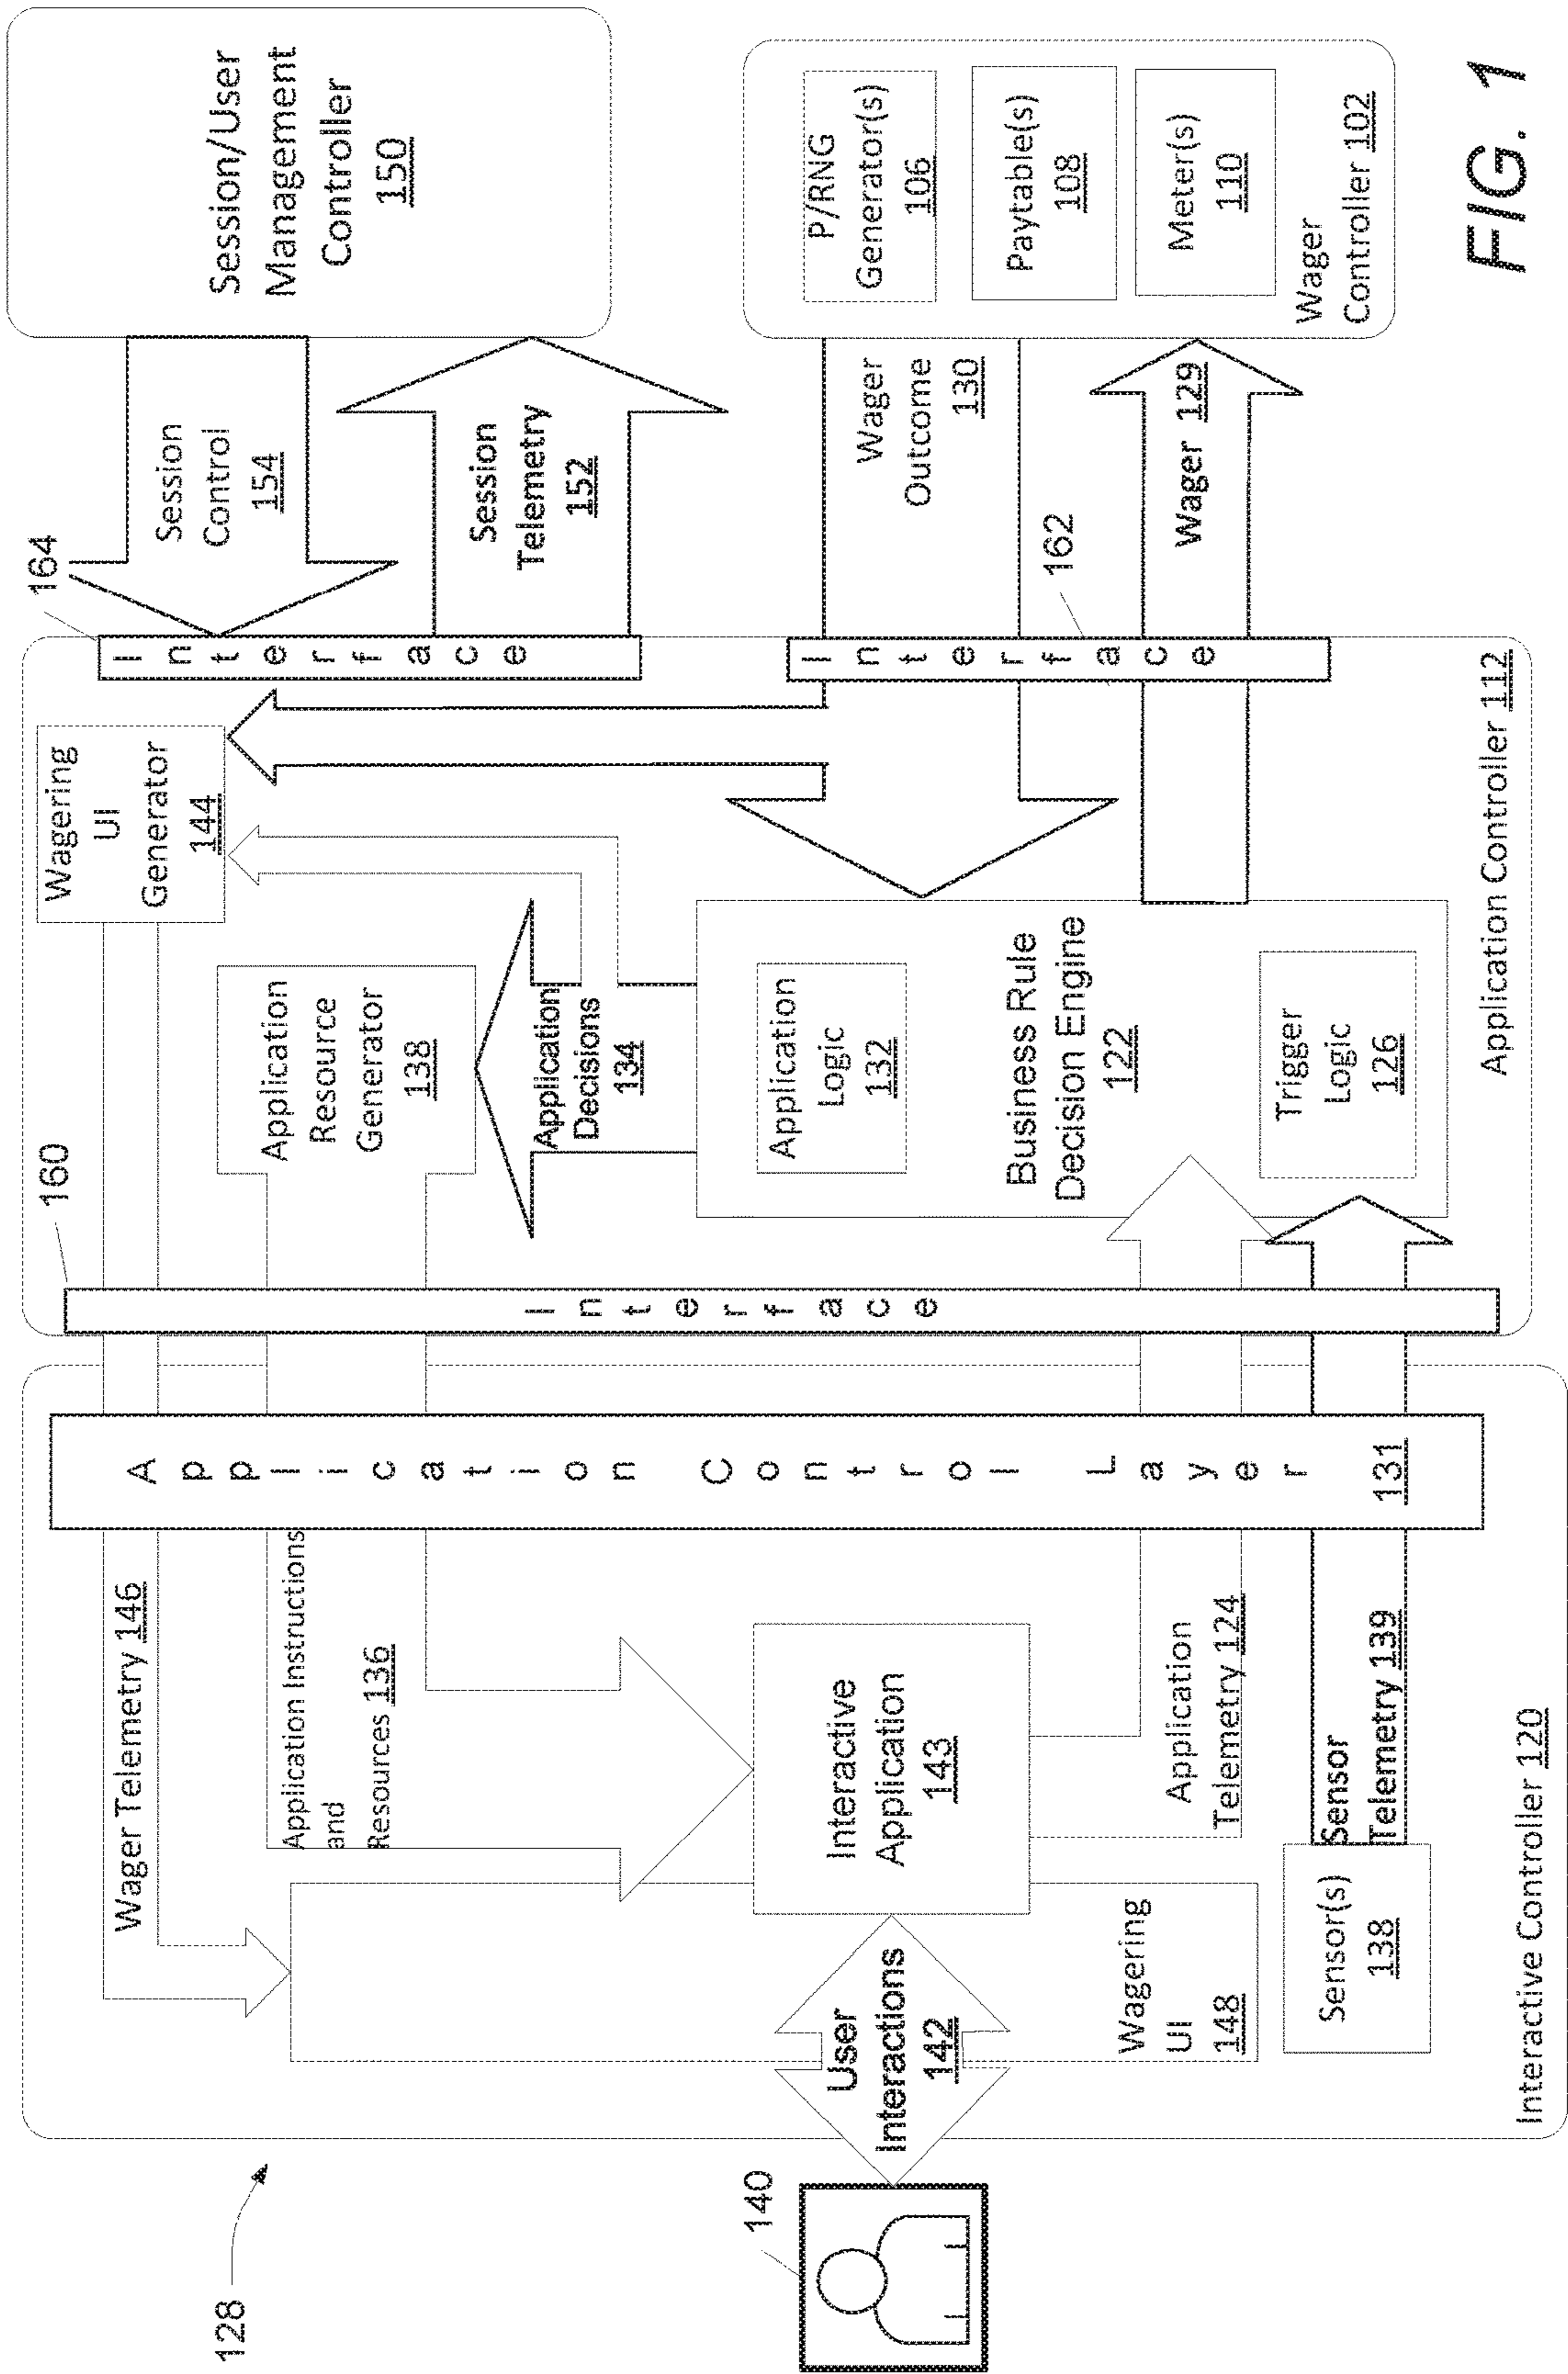 128
140
User
Interactions
142
Wager Telemetry 146
Application Instructions
and
Resources 136
Interactive
Application
143
Application
Telemetry 124
Wagering
UI
148
Sensor(s)
138
Sensor
Telemetry 139
Interactive Controller 120
Application Control Layer
131
160
Interface
Wagering
UI
Generator
144
Application
Resource
Generator
138
Application
Decisions
134
Application
Logic
132
Business Rule
Decision Engine
122
Trigger
Logic
126
Application Controller 112
164
Interface
162
Interface
Session
Control
154
Session
Telemetry
152
Wager
Outcome
130
Wager 129
Session/User
Management
Controller
150
P/RNG
Generator(s)
106
Paytable(s)
108
Meter(s)
110
Wager
Controller 102
FIG. 1